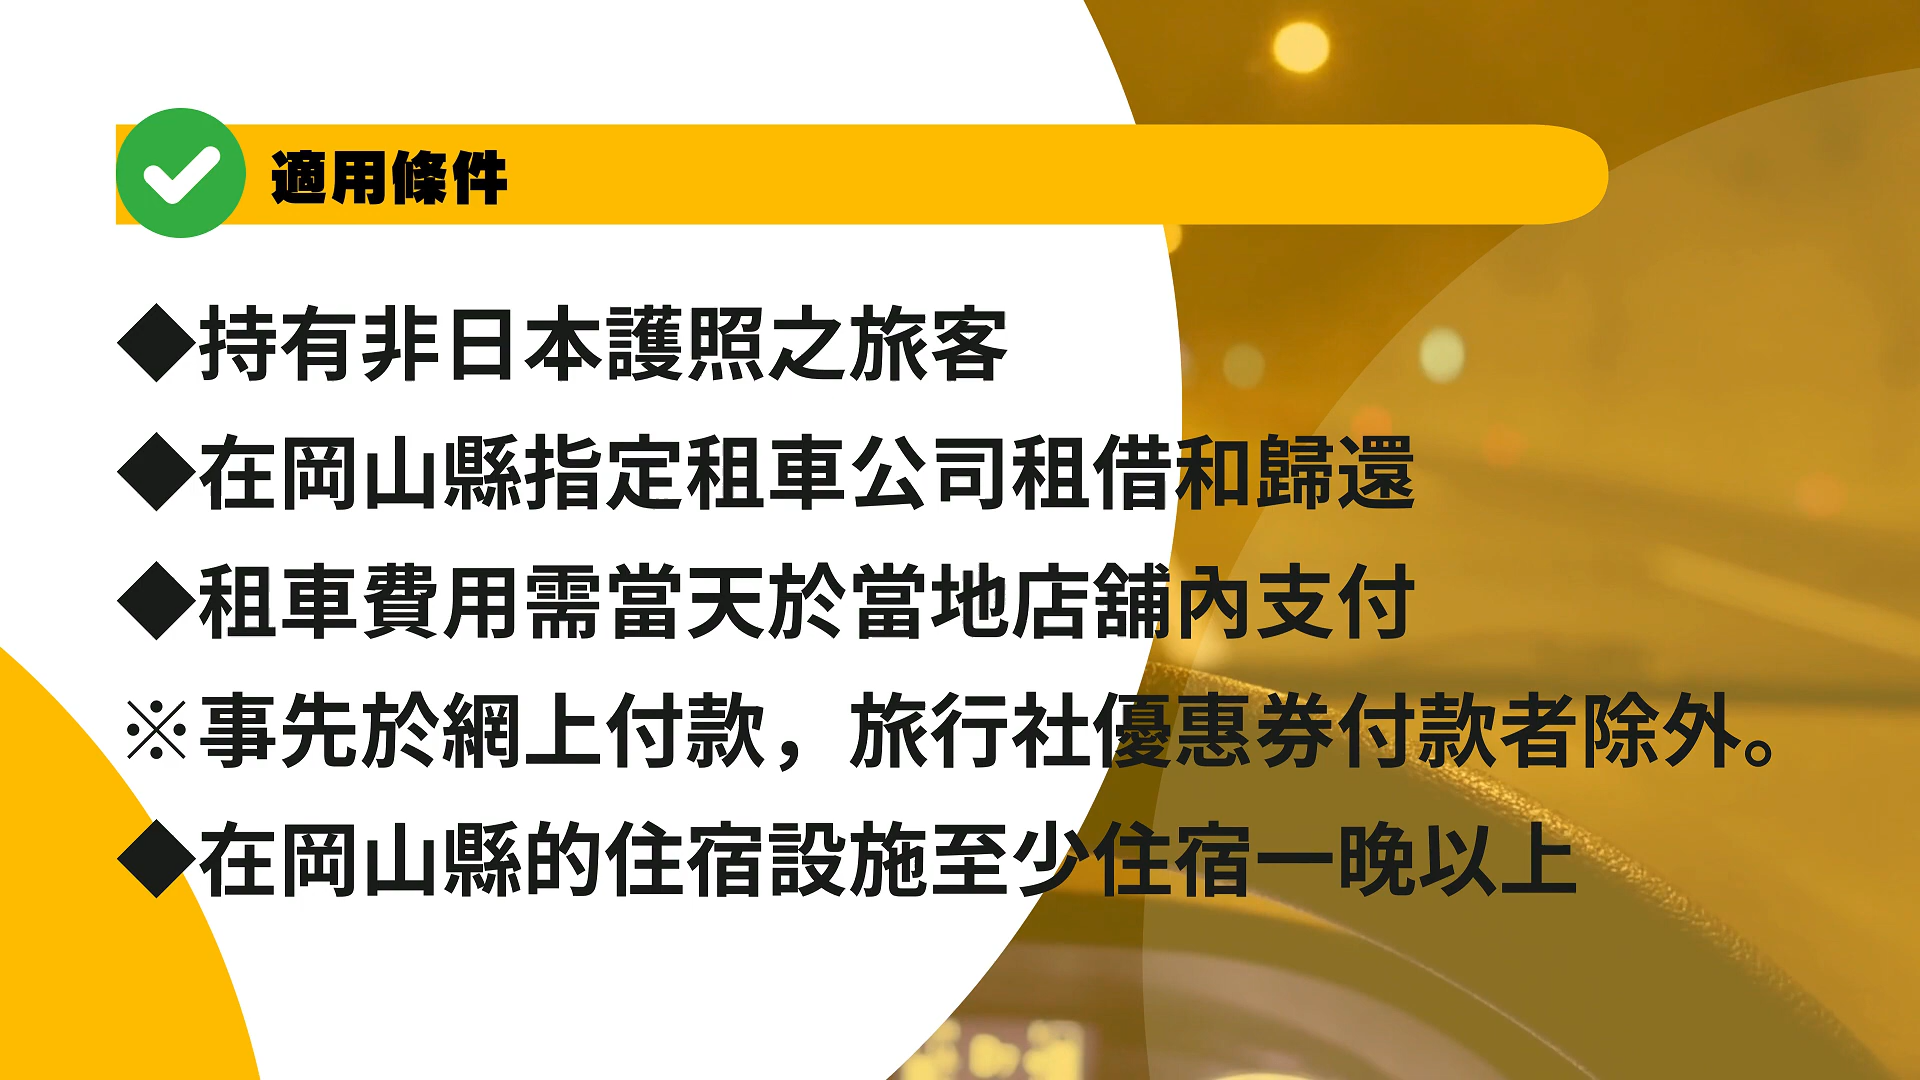 適用條件
◆持有非日本護照之旅客
◆在岡山縣指定租車公司租借和歸還
◆租車費用需當天於當地店舖內支付
※事先於網上付款，旅行社優惠券付款者除外。
◆在岡山縣的住宿設施至少住宿一晚以上